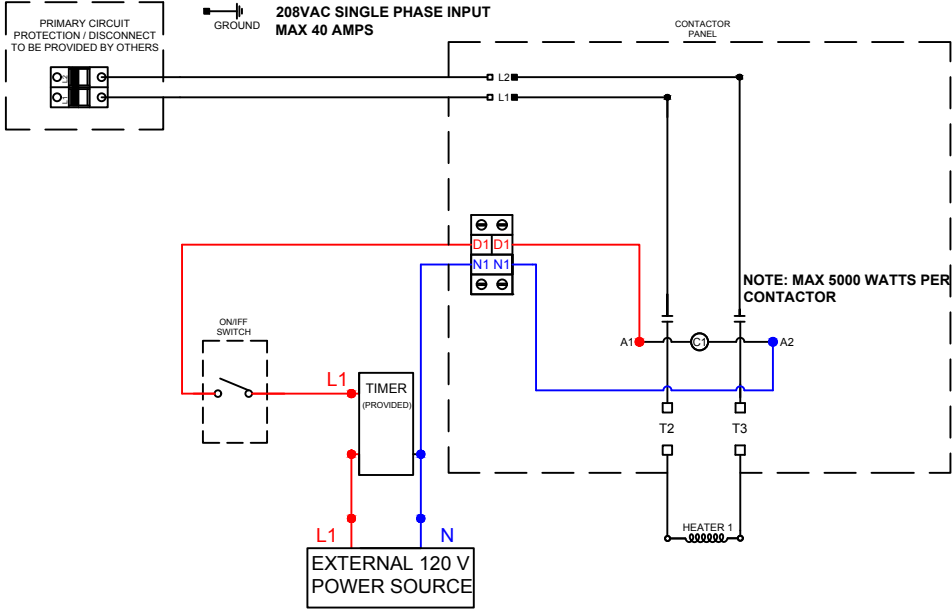 PRIMARY CIRCUIT
PROTECTION / DISCONNECT
TO BE PROVIDED BY OTHERS
L2
L1
GROUND
208VAC SINGLE PHASE INPUT
MAX 40 AMPS
CONTACTOR
PANEL
L2
L1
D1 D1
N1 N1
NOTE: MAX 5000 WATTS PER
CONTACTOR
A1
C1
A2
ON/IFF
SWITCH
L1
TIMER
(PROVIDED)
T2
T3
HEATER 1
L1
N
EXTERNAL 120 V
POWER SOURCE